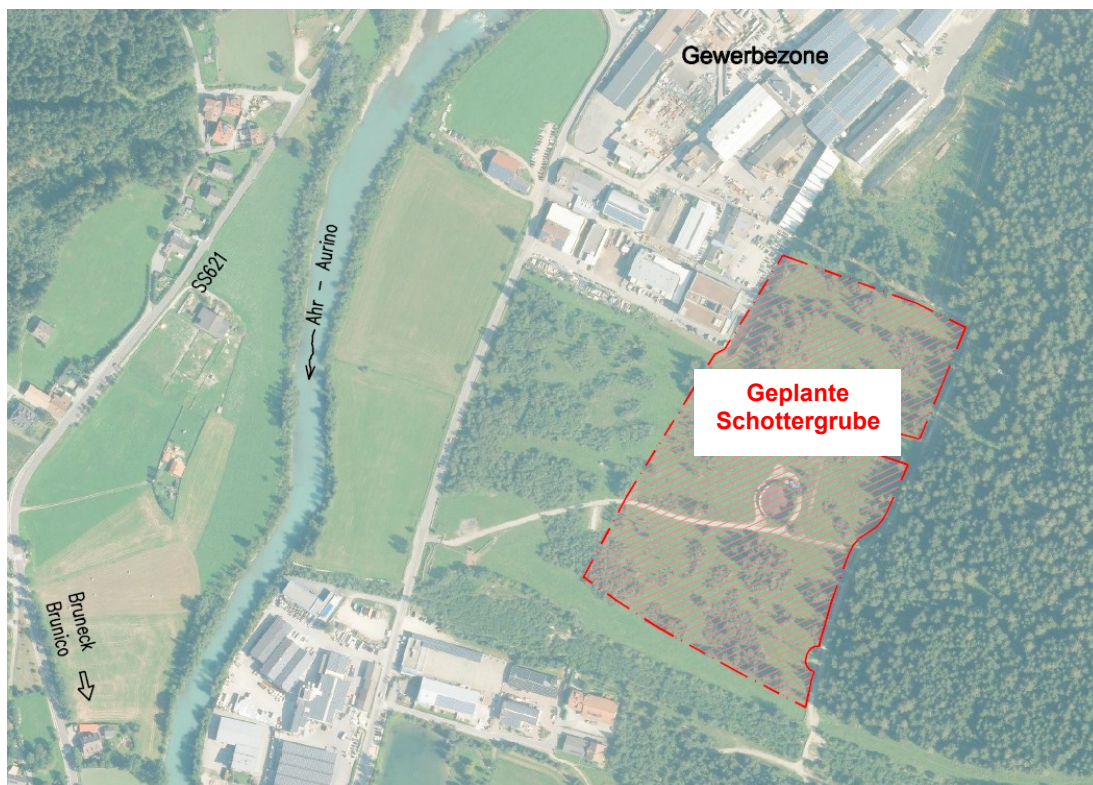 Gewerbezone
SS621
Ahr - Aurino
Geplante
Schottergrube
Bruneck
Brunico